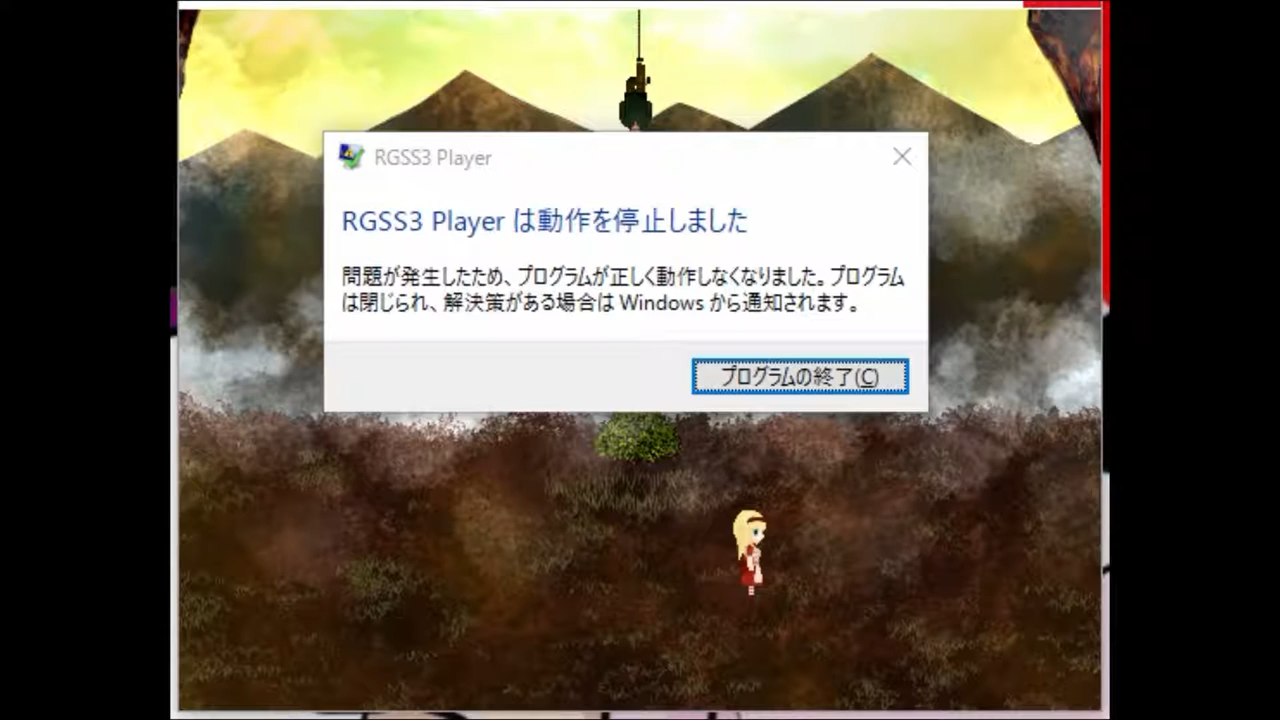 RGSS3 Player
RGSS3 Player は動作を停止しました
問題が発生したため、プログラムが正しく動作しなくなりました。プログラム
は閉じられ、解決策がある場合は Windows から通知されます。
プログラムの終了(C)